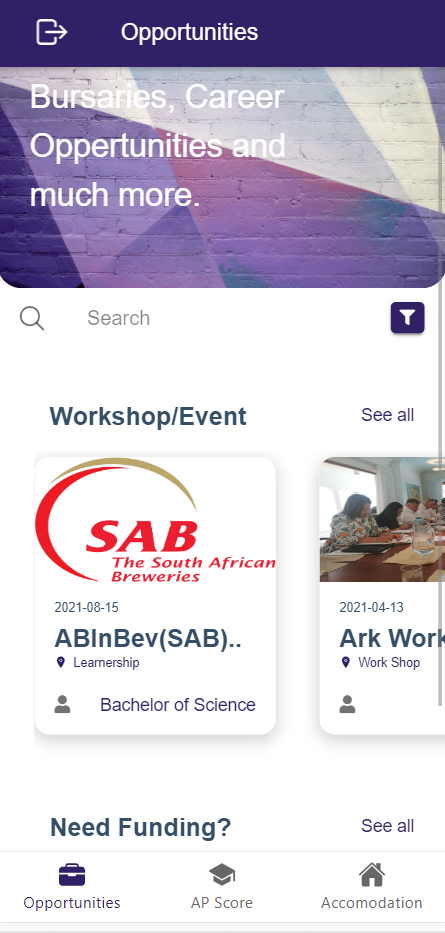 Opportunities
Bursaries, Career
Oppertunities and
much more.
Search
Workshop/Event
See all
SAB
The South African
Breweries
2021-08-15
ABInBev(SAB)..
Learnership
Bachelor of Science
2021-04-13
Ark Work
Work Shop
Need Funding?
See all
Opportunities
AP Score
Accomodation